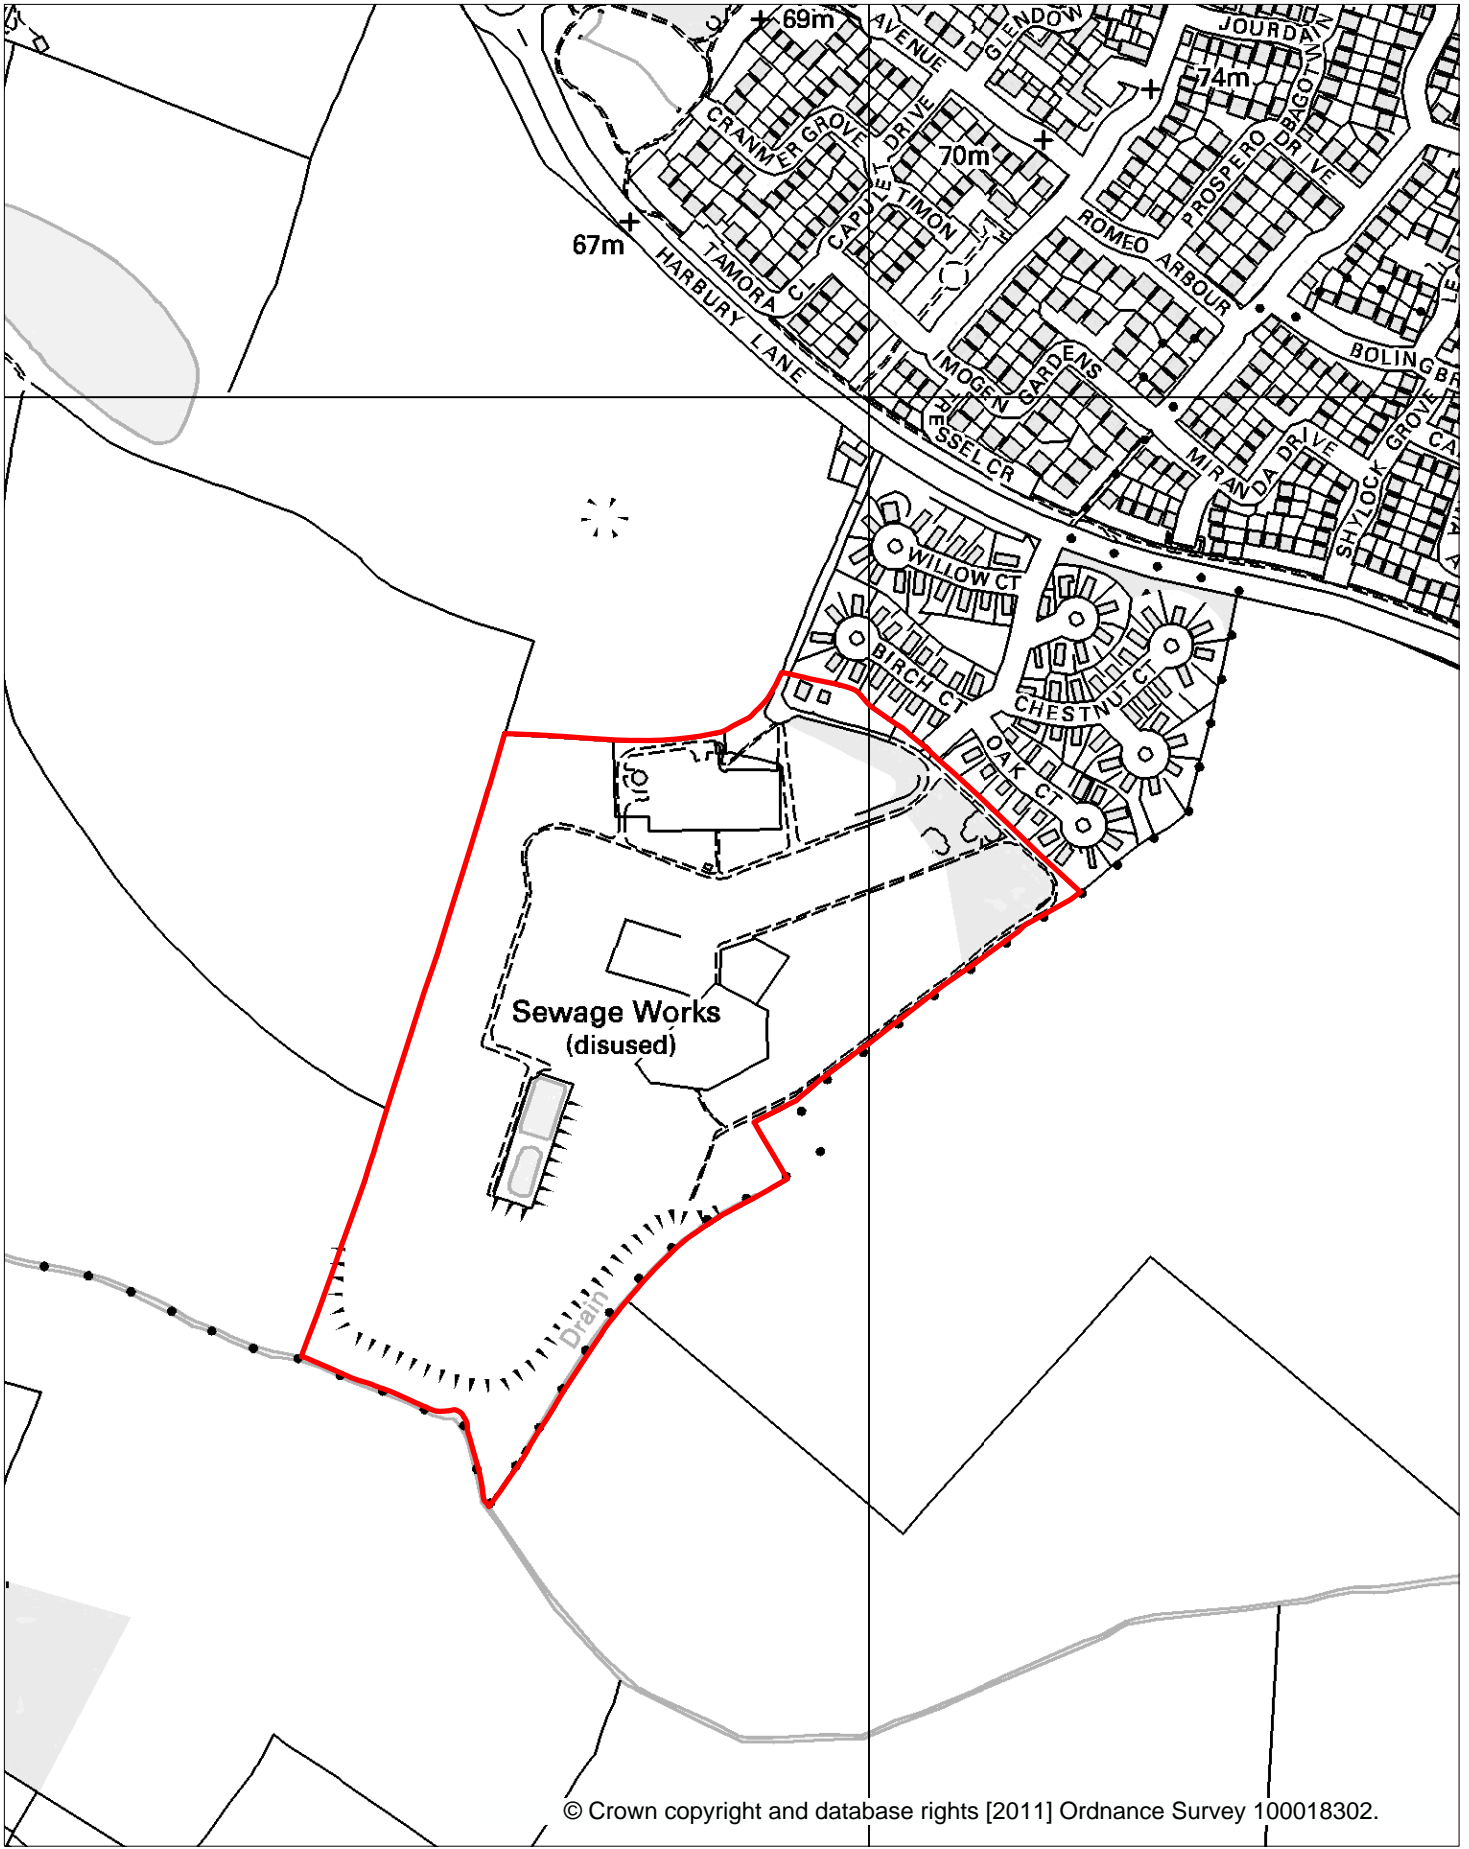 69m
AVENUE
GLENDOW
JOURDAIN
74m
BAGOT
CRANMER GROVE
CAPULET DRIVE
70m
PROSPERO DRIVE
TIMON
ROMEO ARBOUR
67m
TAMORA CL
HARBURY LANE
IMOGEN GARDENS
BOLINGBR
TRESSEL CR
MIRANDA DRIVE
SHYLOCK GROVE
CA
WILLOW CT
BIRCH CT
CHESTNUT CT
OAK CT
Sewage Works
(disused)
Drain
© Crown copyright and database rights [2011] Ordnance Survey 100018302.